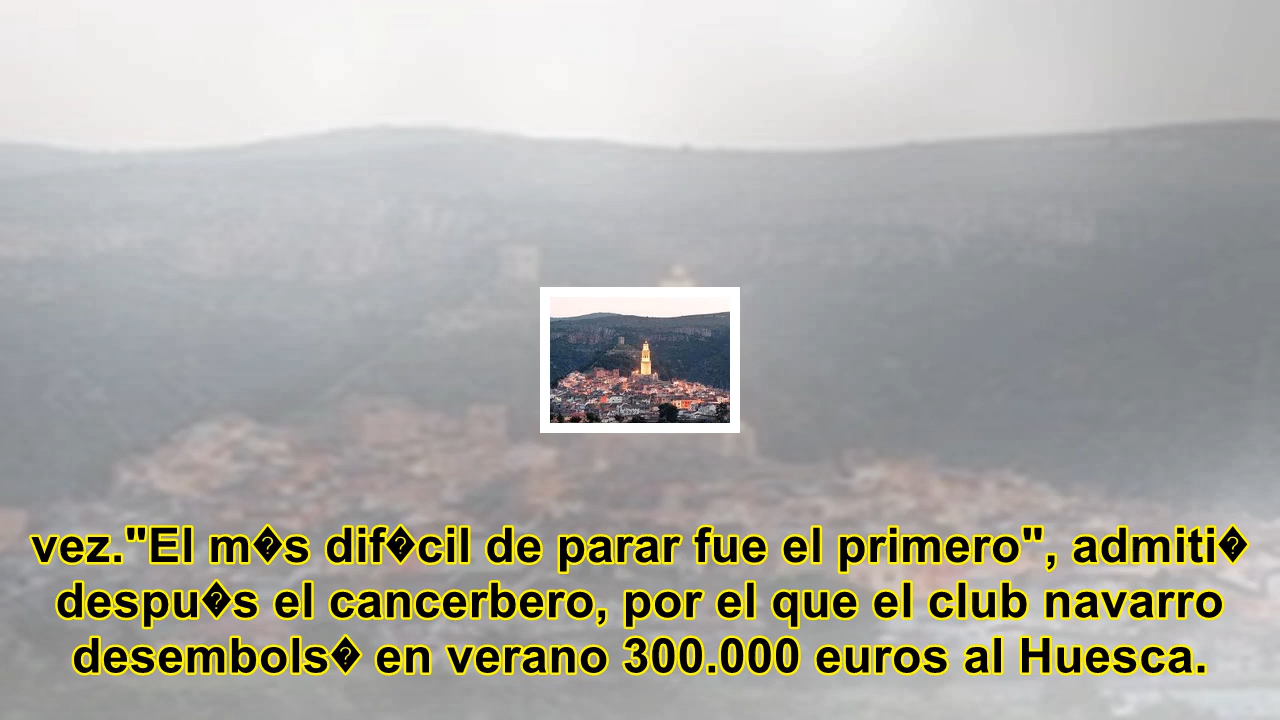 vez."El m�s dif�cil de parar fue el primero", admiti�
despu�s el cancerbero, por el que el club navarro
desembols� en verano 300.000 euros al Huesca.